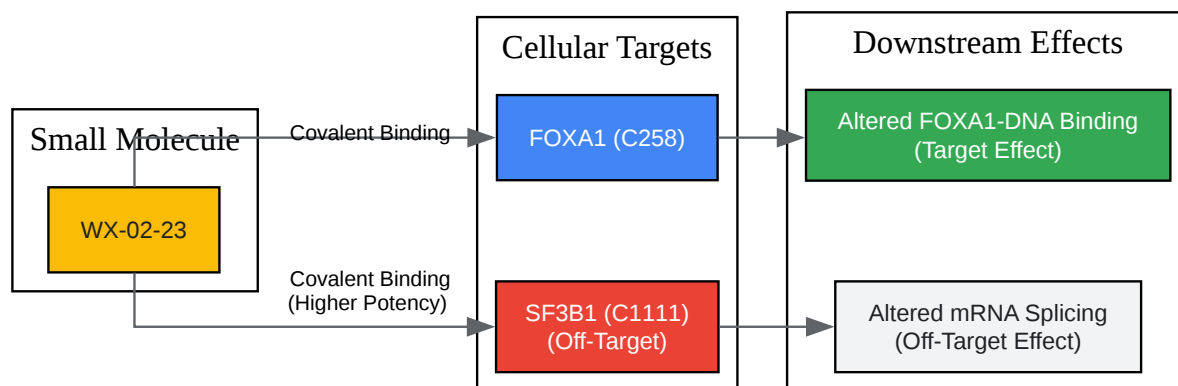 Small Molecule
WX-02-23
Covalent Binding
Covalent Binding
(Higher Potency)
Cellular Targets
FOXA1 (C258)
SF3B1 (C1111)
(Off-Target)
Downstream Effects
Altered FOXA1-DNA Binding
(Target Effect)
Altered mRNA Splicing
(Off-Target Effect)